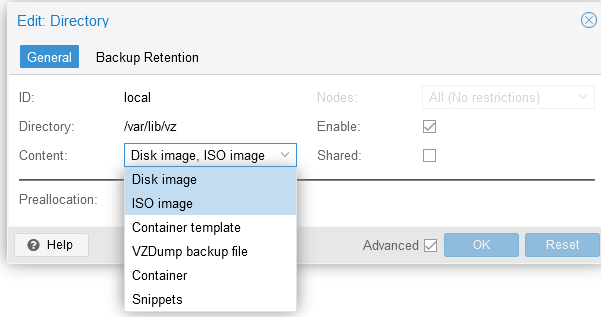 Edit: Directory
General Backup Retention
ID: local Nodes: All (No restrictions)
Directory: /var/lib/vz Enable:
Content: Disk image, ISO image Shared:
Disk image
ISO image
Preallocation:
Container template
VZDump backup file
Container
Snippets
? Help Advanced OK Reset